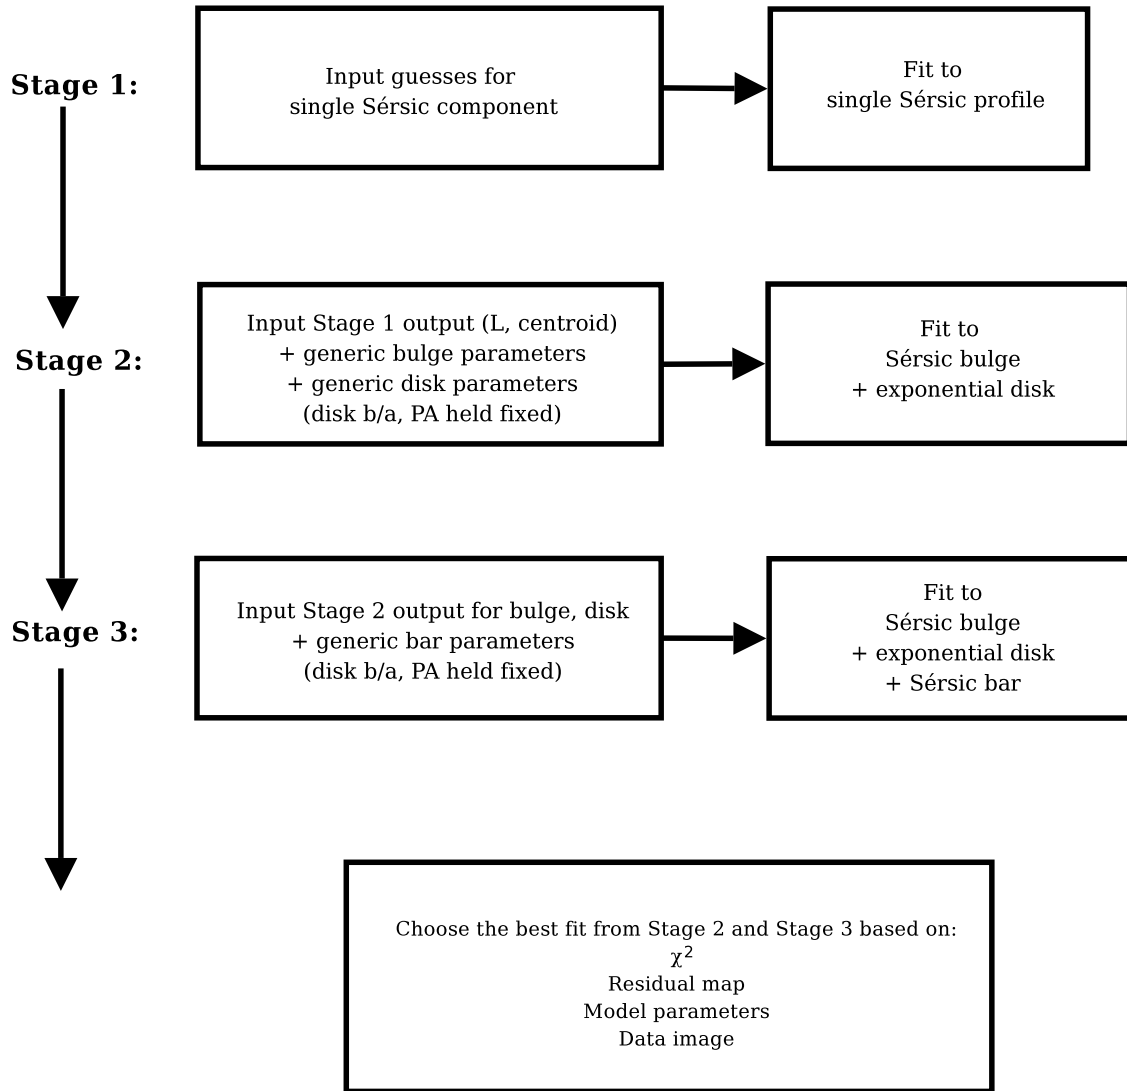 Stage 1:
Input guesses for
single Sérsic component
Fit to
single Sérsic profile
Stage 2:
Input Stage 1 output (L, centroid)
+ generic bulge parameters
+ generic disk parameters
(disk b/a, PA held fixed)
Fit to
Sérsic bulge
+ exponential disk
Stage 3:
Input Stage 2 output for bulge, disk
+ generic bar parameters
(disk b/a, PA held fixed)
Fit to
Sérsic bulge
+ exponential disk
+ Sérsic bar
Choose the best fit from Stage 2 and Stage 3 based on:
χ²
Residual map
Model parameters
Data image